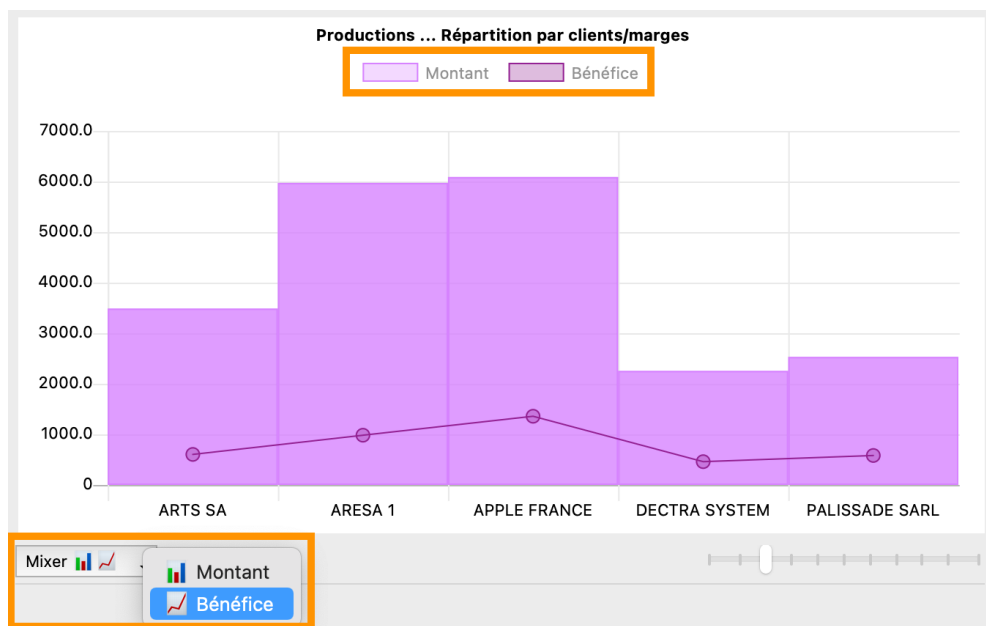 Productions ... Répartition par clients/marges
Montant Bénéfice
7000.0
6000.0
5000.0
4000.0
3000.0
2000.0
1000.0
0
ARTS SA ARESA 1 APPLE FRANCE DECTRA SYSTEM PALISSADE SARL
Mixer
Montant
Bénéfice